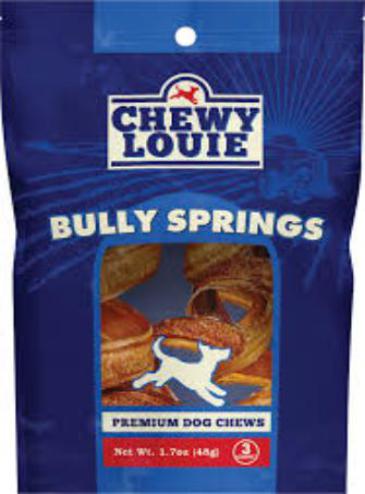 CHEWY
LOUIE
BULLY SPRINGS
PREMIUM DOG CHEWS
Net Wt. 1.7oz (48g)
3